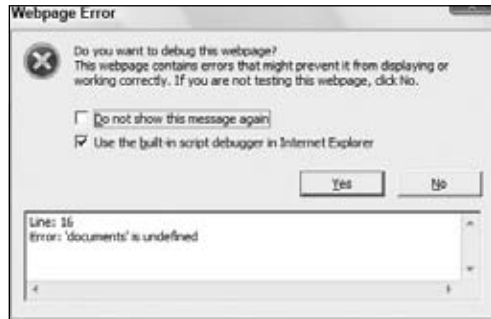 Webpage Error
Do you want to debug this webpage?
This webpage contains errors that might prevent it from displaying or
working correctly. If you are not testing this webpage, click No.
Do not show this message again
Use the built-in script debugger in Internet Explorer
Yes
No
Line: 16
Error: 'documents' is undefined